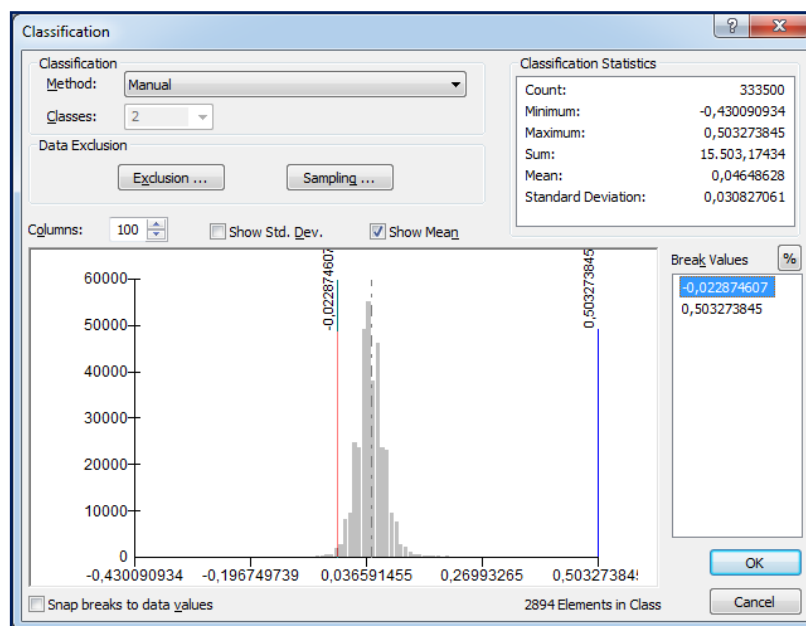 Classification
Classification
Method: Manual
Classes: 2
Data Exclusion
Exclusion ...
Sampling ...
Classification Statistics
Count: 333500
Minimum: -0,430090934
Maximum: 0,503273845
Sum: 15.503,17434
Mean: 0,04648628
Standard Deviation: 0,030827061
Columns: 100
Show Std. Dev.
Show Mean
Break Values
%
-0,022874607
0,503273845
60000
50000
40000
30000
20000
10000
0
-0,022874607
0,503273845
-0,430090934 -0,196749739 0,036591455 0,26993265 0,503273845
Snap breaks to data values
2894 Elements in Class
OK
Cancel